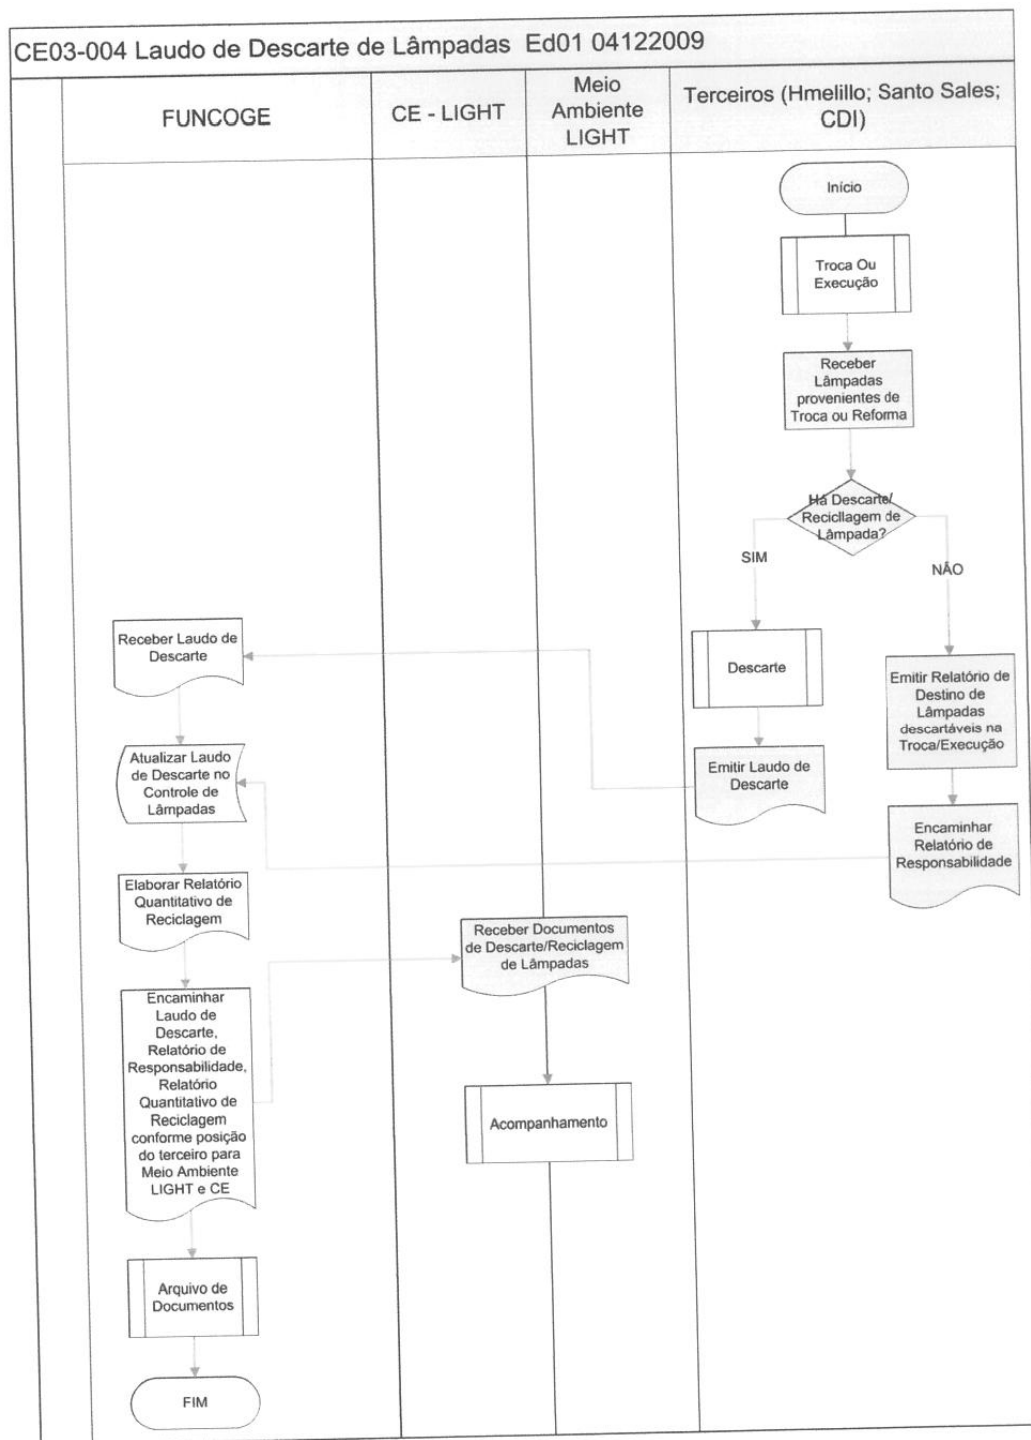 CE03-004 Laudo de Descarte de Lâmpadas Ed01 04122009
FUNCOGE
CE - LIGHT
Meio
Ambiente
LIGHT
Terceiros (Hmelillo; Santo Sales;
CDI)
Início
Troca Ou
Execução
Receber
Lâmpadas
provenientes de
Troca ou Reforma
Há Descarte/
Recicllagem de
Lâmpada?
SIM
NÃO
Receber Laudo de
Descarte
Descarte
Emitir Relatório de
Destino de
Lâmpadas
descartáveis na
Troca/Execução
Atualizar Laudo
de Descarte no
Controle de
Lâmpadas
Emitir Laudo de
Descarte
Encaminhar
Relatório de
Responsabilidade
Elaborar Relatório
Quantitativo de
Reciclagem
Receber Documentos
de Descarte/Reciclagem
de Lâmpadas
Encaminhar
Laudo de
Descarte,
Relatório de
Responsabilidade,
Relatório
Quantitativo de
Reciclagem
conforme posição
do terceiro para
Meio Ambiente
LIGHT e CE
Acompanhamento
Arquivo de
Documentos
FIM